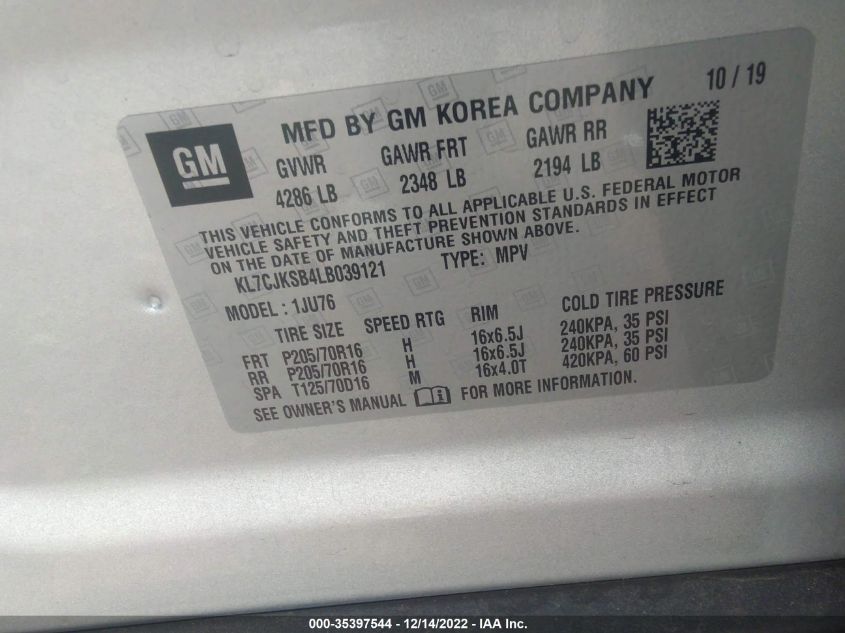 10 / 19
MFD BY GM KOREA COMPANY
GM
GVWR GAWR FRT GAWR RR
4286 LB 2348 LB 2194 LB
THIS VEHICLE CONFORMS TO ALL APPLICABLE U.S. FEDERAL MOTOR
VEHICLE SAFETY AND THEFT PREVENTION STANDARDS IN EFFECT
ON THE DATE OF MANUFACTURE SHOWN ABOVE.
KL7CJKSB4LB039121 TYPE: MPV
MODEL : 1JU76
TIRE SIZE SPEED RTG RIM COLD TIRE PRESSURE
FRT P205/70R16 H 16x6.5J 240KPA, 35 PSI
RR P205/70R16 H 16x6.5J 240KPA, 35 PSI
SPA T125/70D16 M 16x4.0T 420KPA, 60 PSI
SEE OWNER'S MANUAL i FOR MORE INFORMATION.
000-35397544 - 12/14/2022 - IAA Inc.